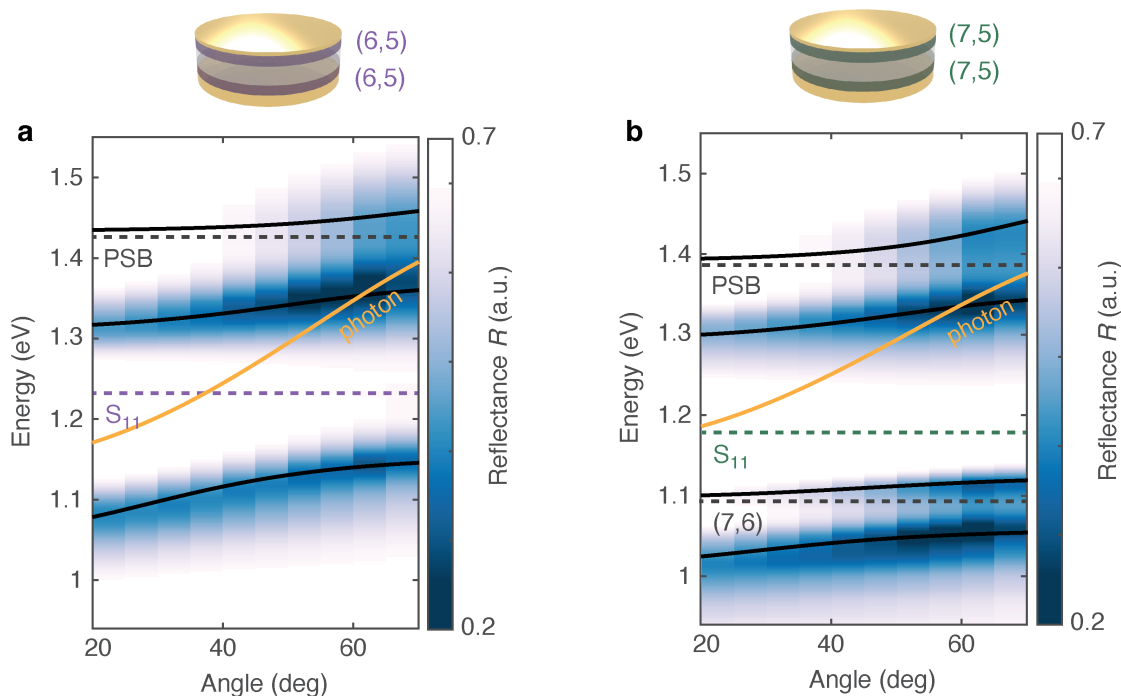 (6,5)
(6,5)
(7,5)
(7,5)
a
0.7
1.5
1.4
1.3
1.2
1.1
1
PSB
photon
S11
Energy (eV)
20
40
60
Angle (deg)
0.2
Reflectance R (a.u.)
b
0.7
1.5
1.4
1.3
1.2
1.1
1
PSB
photon
S11
(7,6)
Energy (eV)
20
40
60
Angle (deg)
0.2
Reflectance R (a.u.)